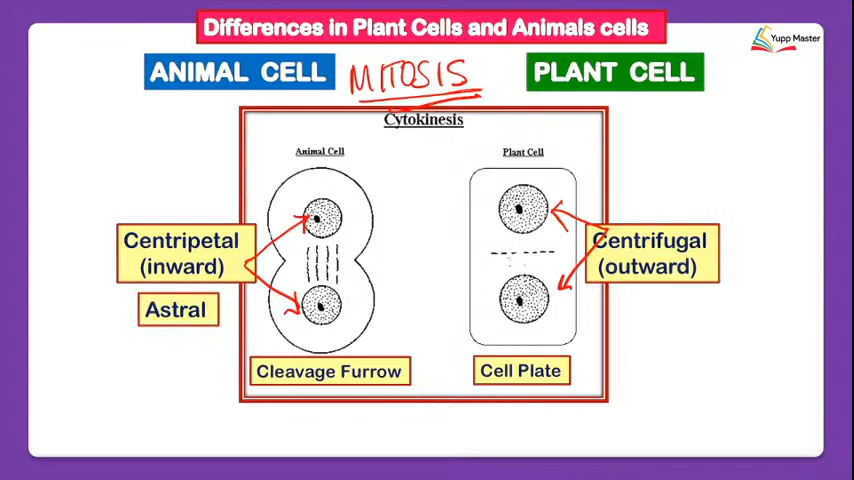 Differences in Plant Cells and Animals cells
Yupp Master
ANIMAL CELL
MITOSIS
PLANT CELL
Cytokinesis
Animal Cell
Plant Cell
Centripetal
(inward)
Centrifugal
(outward)
Astral
Cleavage Furrow
Cell Plate